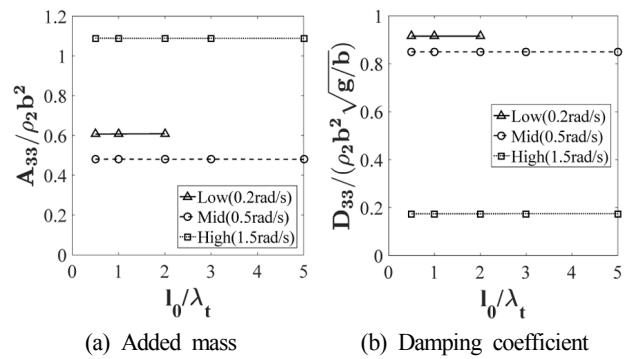 1.2
1
0.8
0.6
0.4
0.2
0
A₃₃/ρ₂b²
Low(0.2rad/s)
Mid(0.5rad/s)
High(1.5rad/s)
0 1 2 3 4 5
l₀/λₜ
(a) Added mass
1
0.8
0.6
0.4
0.2
0
D₃₃/(ρ₂b²√g/b)
Low(0.2rad/s)
Mid(0.5rad/s)
High(1.5rad/s)
0 1 2 3 4 5
l₀/λₜ
(b) Damping coefficient